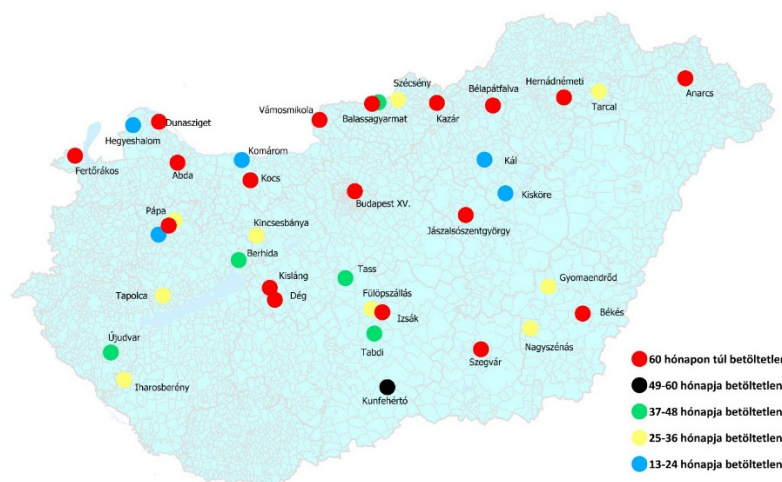 Szécsény
Bélapátfalva
Hernádnémeti
Vámosmikola
Balassagyarmat
Kazár
Tarcal
Anarcs
Dunasziget
Hegyeshalom
Komárom
Kál
Fertőrákos
Abda
Kocs
Kisköre
Budapest XV.
Pápa
Kincsesbánya
Jászalsószentgyörgy
Berhida
Tass
Kisláng
Gyomaendrőd
Tapolca
Dég
Fülöpszállás
Izsák
Békés
Újudvar
Tabdi
Szegvár
Nagyszénás
Iharosberény
Kunfehértó
60 hónapon túl betöltetlen
49-60 hónapja betöltetlen
37-48 hónapja betöltetlen
25-36 hónapja betöltetlen
13-24 hónapja betöltetlen